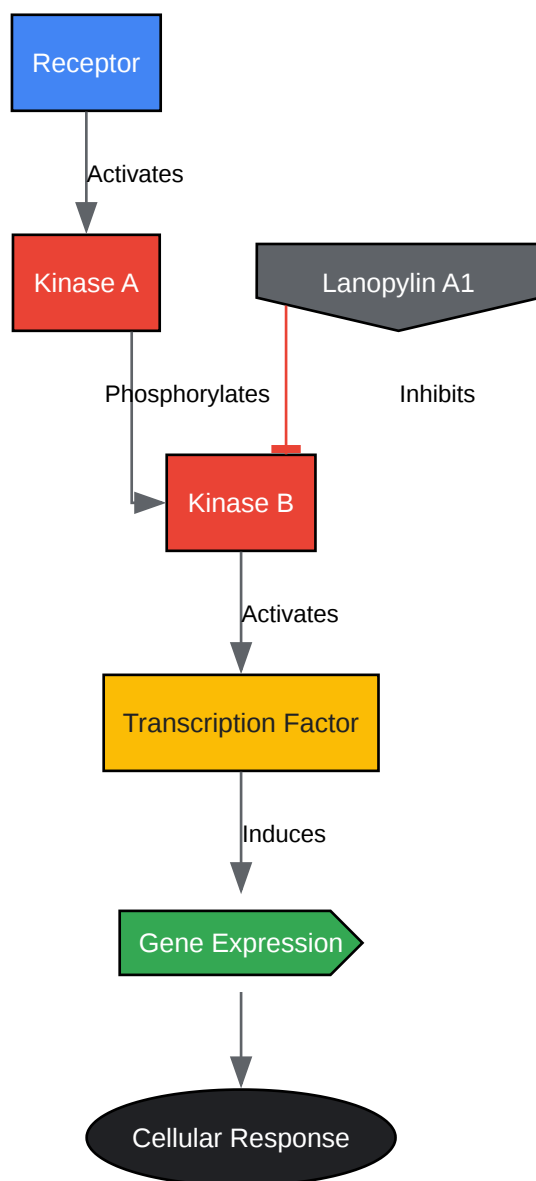 Receptor
Activates
Kinase A
Lanopylin A1
Phosphorylates
Inhibits
Kinase B
Activates
Transcription Factor
Induces
Gene Expression
Cellular Response